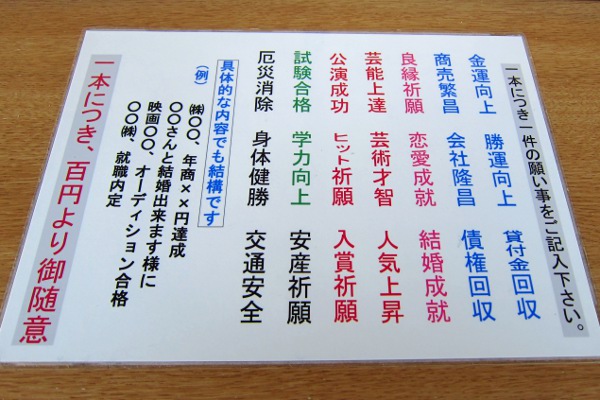 一本につき一件の願い事をご記入下さい。
金運向上 勝運向上 貸付金回収
商売繁昌 会社隆昌 債権回収
良縁祈願 恋愛成就 結婚成就
芸能上達 芸術才智 人気上昇
公演成功 ヒット祈願 入賞祈願
試験合格 学力向上 安産祈願
厄災消除 身体健勝 交通安全
具体的な内容でも結構です
(例)
㈱〇〇、年商××円達成
〇〇さんと結婚出来ます様に
映画〇〇、オーディション合格
〇〇㈱、就職内定
一本につき、百円より御随意